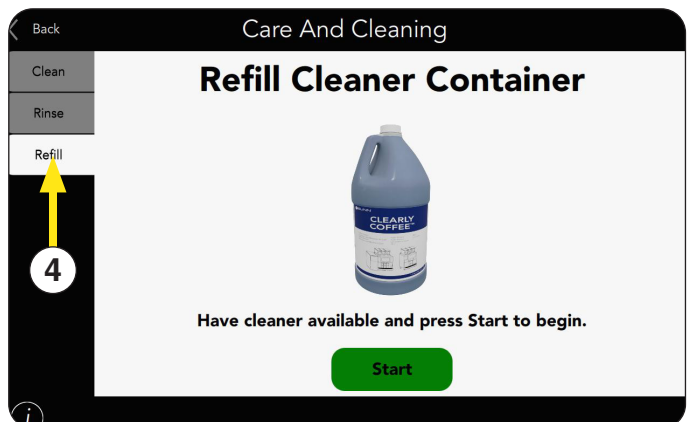 Back
Care And Cleaning
Clean
Rinse
Refill
4
Refill Cleaner Container
CLEARLY
COFFEE™
Have cleaner available and press Start to begin.
Start
i